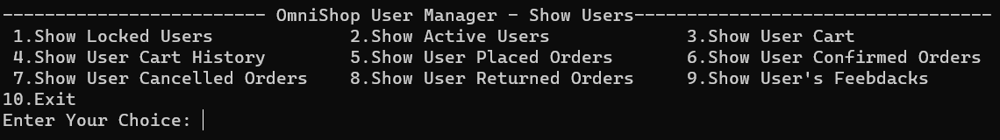 ------------------------- OmniShop User Manager - Show Users----------------------------------
1.Show Locked Users 2.Show Active Users 3.Show User Cart
4.Show User Cart History 5.Show User Placed Orders 6.Show User Confirmed Orders
7.Show User Cancelled Orders 8.Show User Returned Orders 9.Show User's Feebdacks
10.Exit
Enter Your Choice: